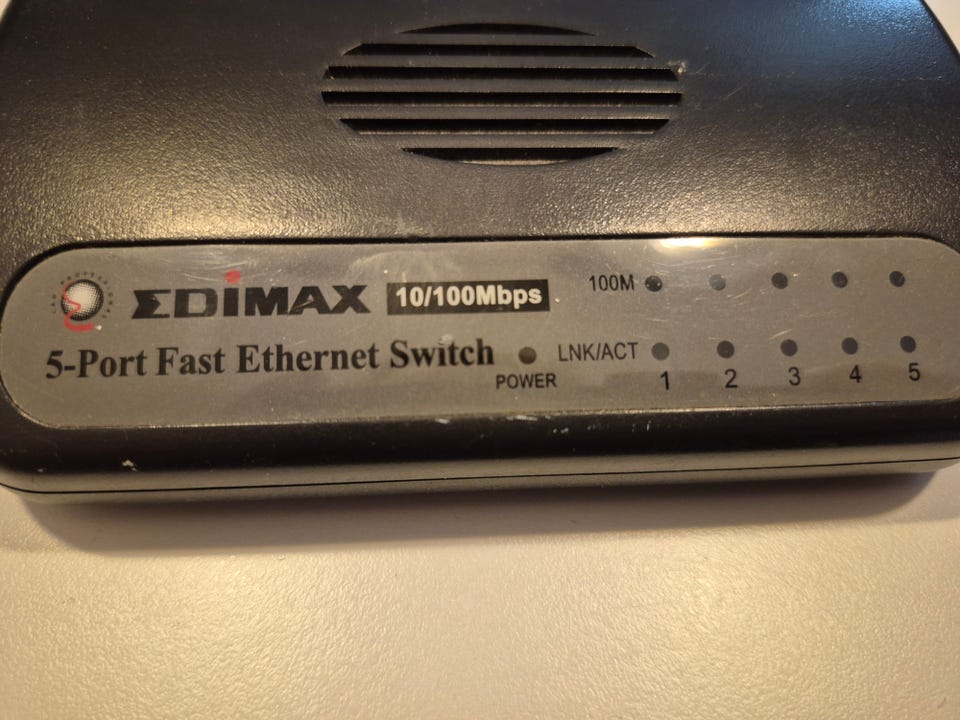 EDIMAX 10/100Mbps
5-Port Fast Ethernet Switch
POWER
100M
LNK/ACT
1 2 3 4 5